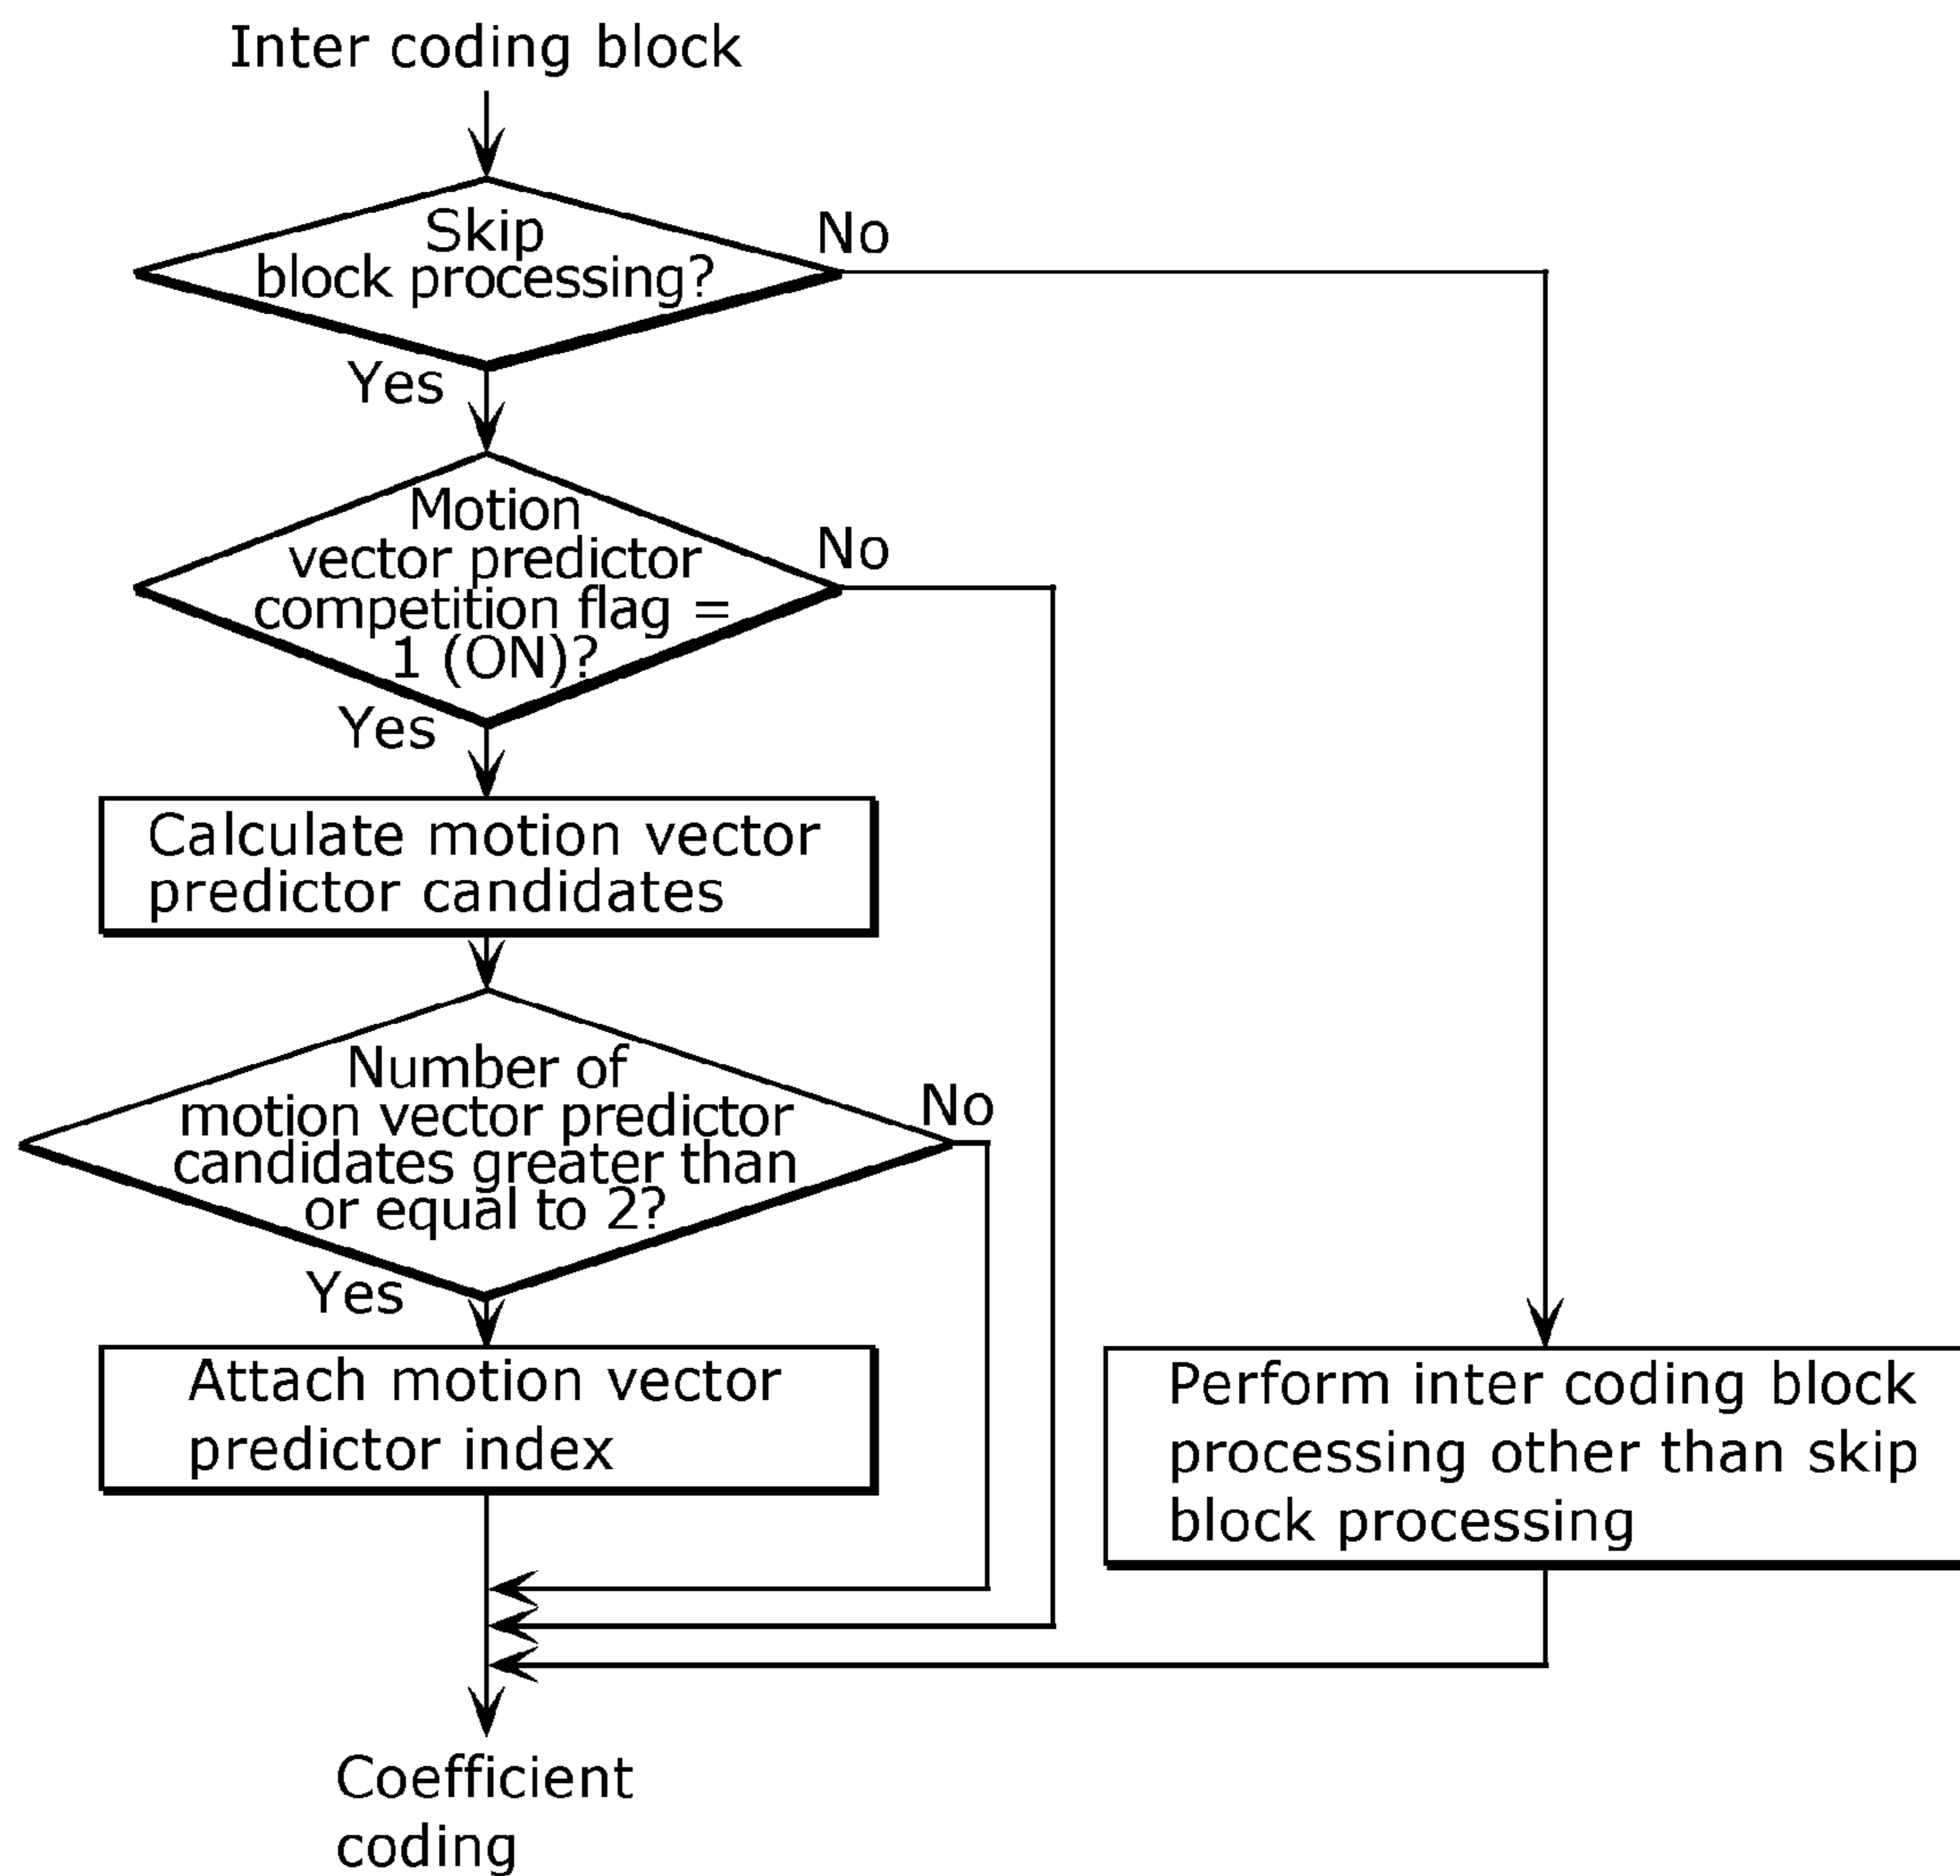 Inter coding block
Skip
block processing?
No
Yes
Motion
vector predictor
competition flag =
1 (ON)?
No
Yes
Calculate motion vector
predictor candidates
Number of
motion vector predictor
candidates greater than
or equal to 2?
No
Yes
Attach motion vector
predictor index
Perform inter coding block
processing other than skip
block processing
Coefficient
coding